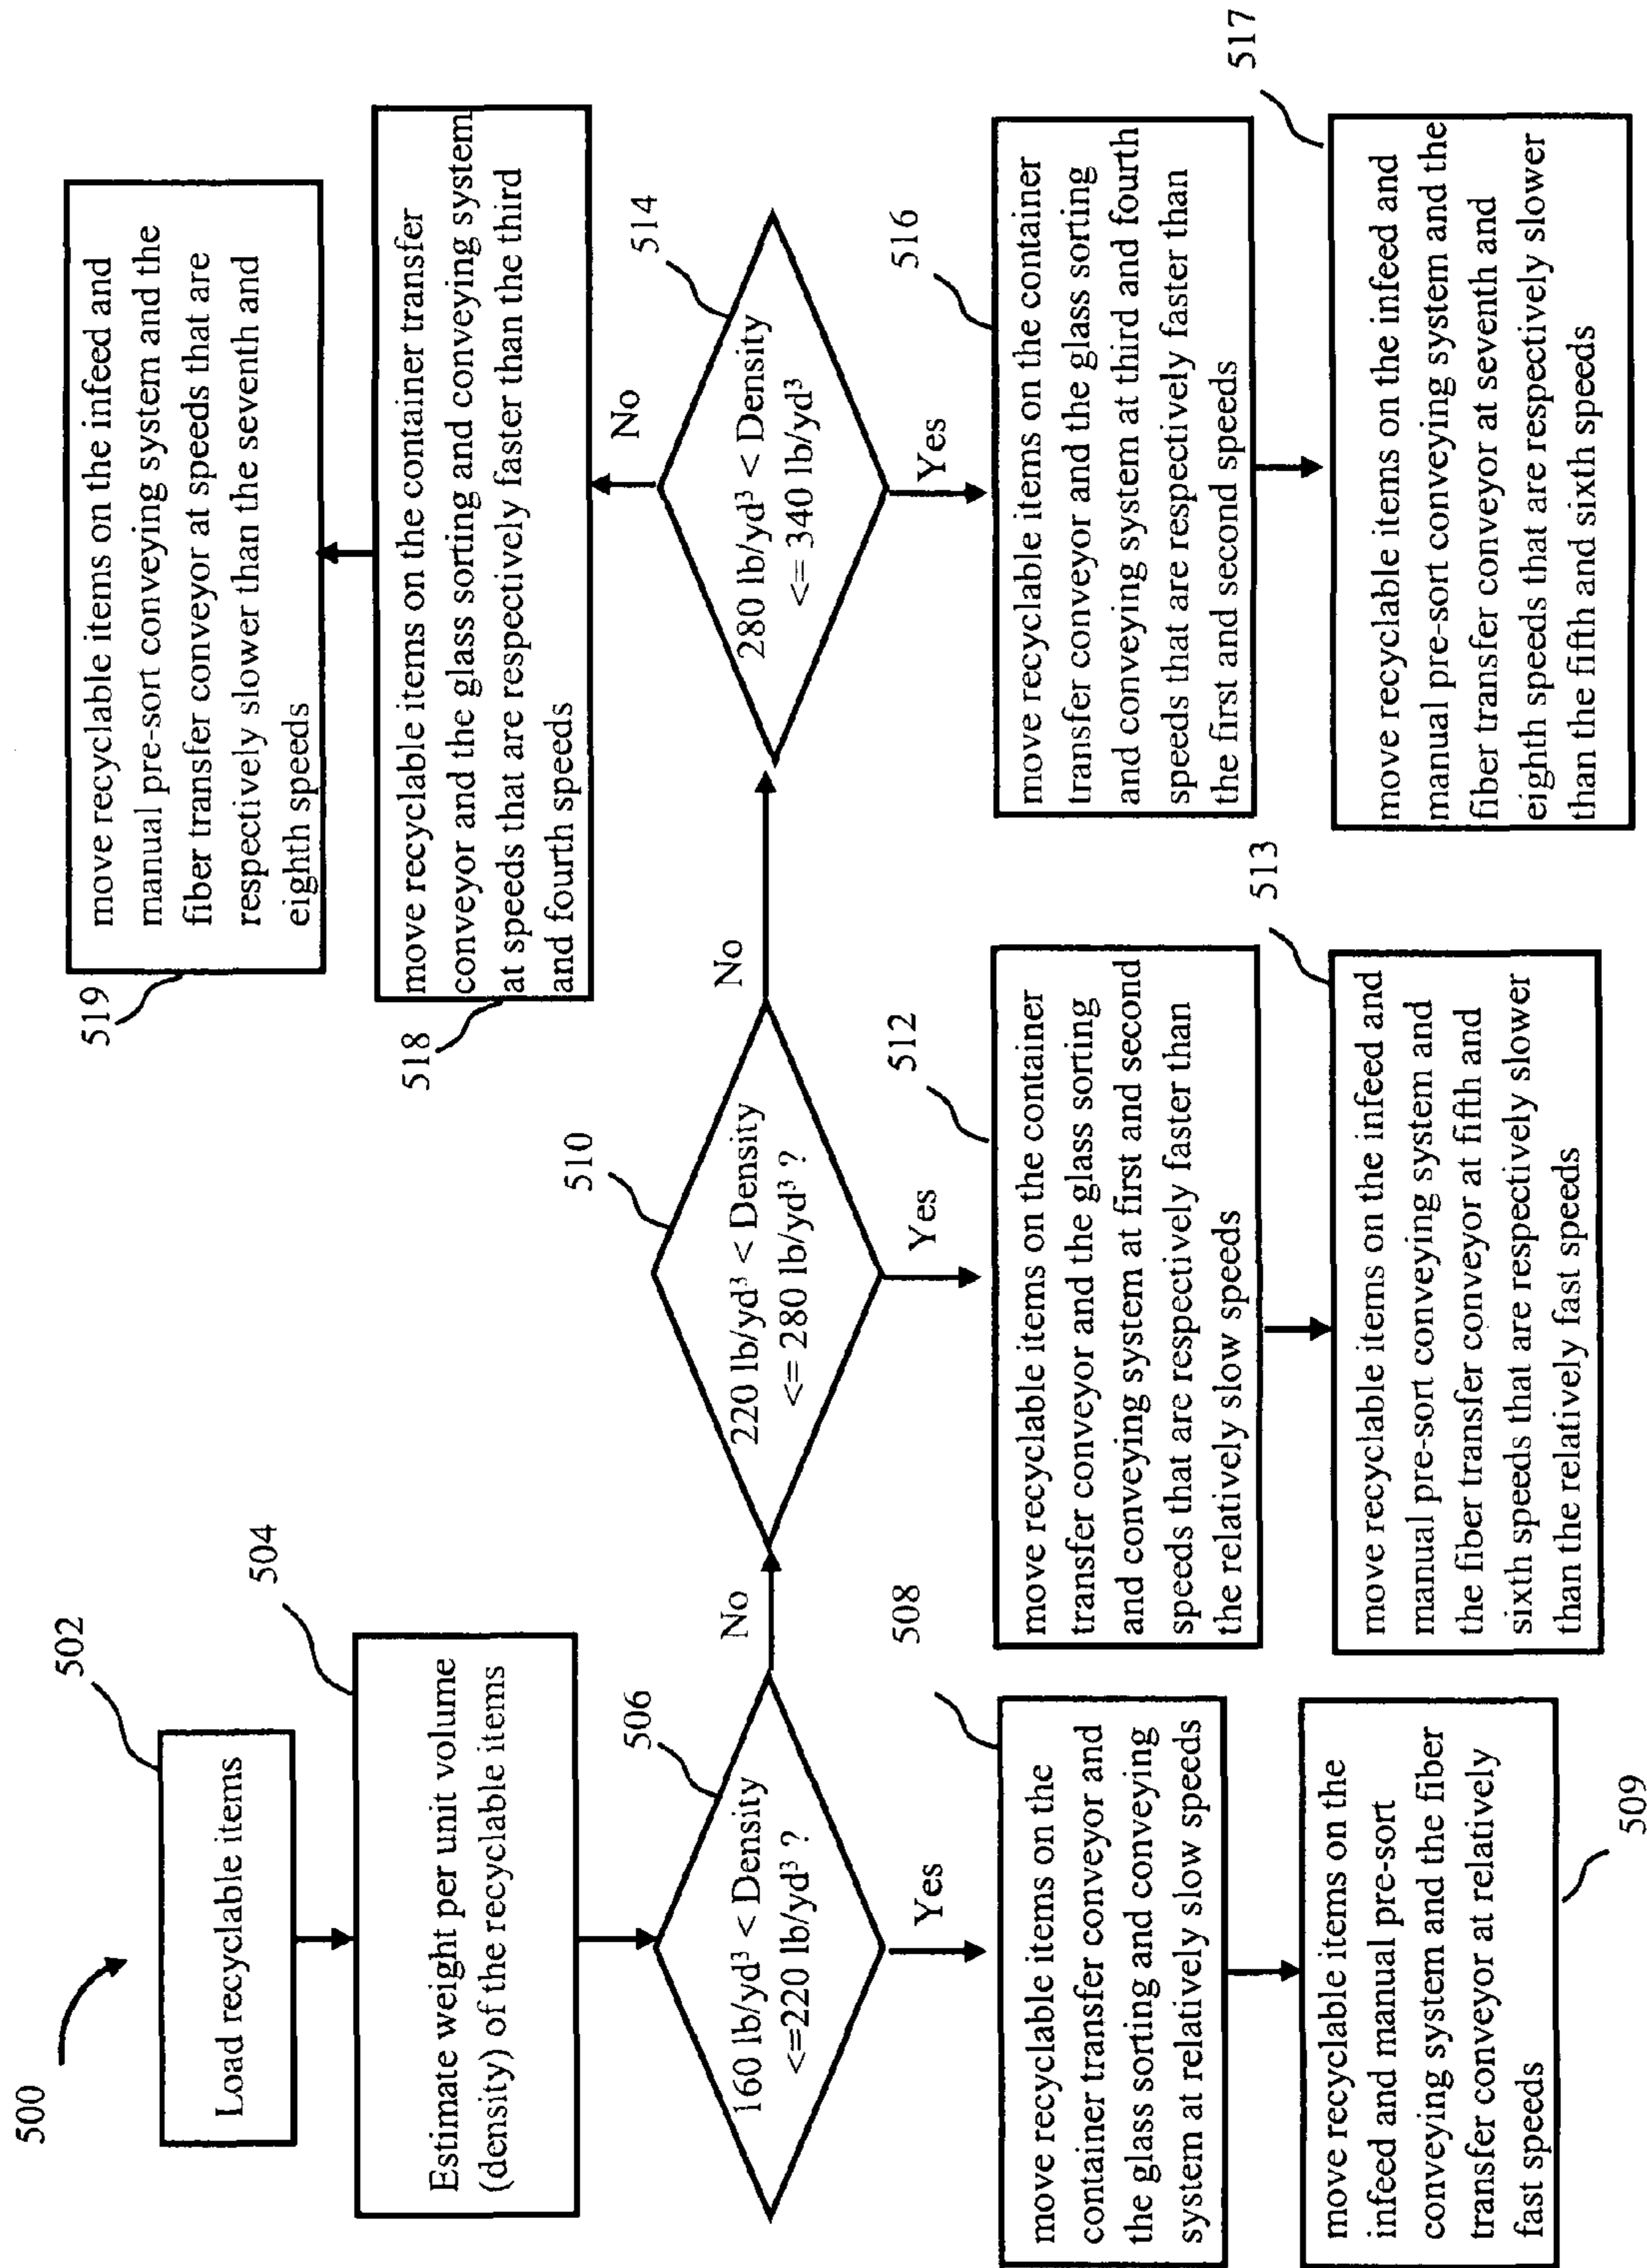 500
502
Load recyclable items
504
Estimate weight per unit volume
(density) of the recyclable items
506
160 lb/yd³ < Density
<=220 lb/yd³ ?
No
Yes
508
move recyclable items on the
container transfer conveyor and
the glass sorting and conveying
system at relatively slow speeds
move recyclable items on the
infeed and manual pre-sort
conveying system and the fiber
transfer conveyor at relatively
fast speeds
509
510
220 lb/yd³ < Density
<= 280 lb/yd³ ?
No
Yes
512
move recyclable items on the container
transfer conveyor and the glass sorting
and conveying system at first and second
speeds that are respectively faster than
the relatively slow speeds
513
move recyclable items on the infeed and
manual pre-sort conveying system and
the fiber transfer conveyor at fifth and
sixth speeds that are respectively slower
than the relatively fast speeds
514
280 lb/yd³ < Density
<= 340 lb/yd³
Yes
516
move recyclable items on the container
transfer conveyor and the glass sorting
and conveying system at third and fourth
speeds that are respectively faster than
the first and second speeds
517
move recyclable items on the infeed and
manual pre-sort conveying system and the
fiber transfer conveyor at seventh and
eighth speeds that are respectively slower
than the fifth and sixth speeds
No
518
move recyclable items on the container transfer
conveyor and the glass sorting and conveying system
at speeds that are respectively faster than the third
and fourth speeds
519
move recyclable items on the infeed and
manual pre-sort conveying system and the
fiber transfer conveyor at speeds that are
respectively slower than the seventh and
eighth speeds